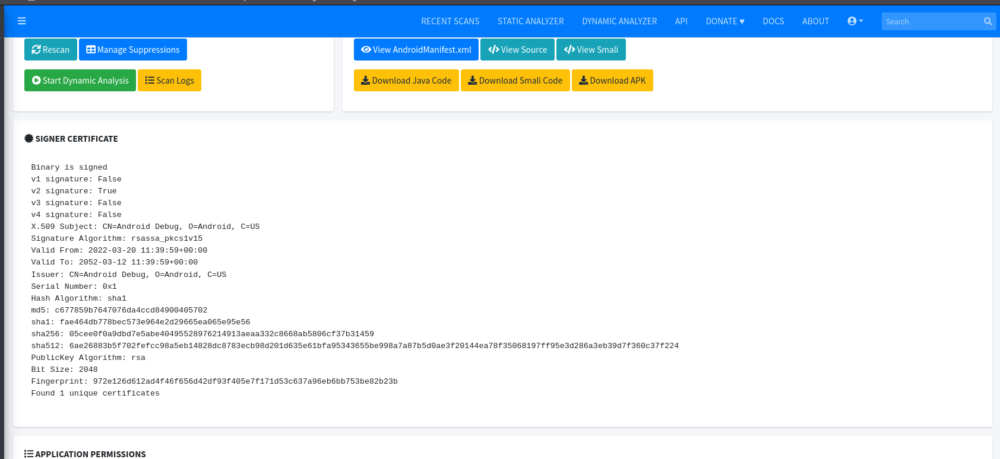 RECENT SCANS STATIC ANALYZER DYNAMIC ANALYZER API DONATE ♥ DOCS ABOUT Search
Rescan Manage Suppressions
View AndroidManifest.xml View Source View Smali
Start Dynamic Analysis Scan Logs
Download Java Code Download Smali Code Download APK
SIGNER CERTIFICATE
Binary is signed
v1 signature: False
v2 signature: True
v3 signature: False
v4 signature: False
X.509 Subject: CN=Android Debug, O=Android, C=US
Signature Algorithm: rsassa_pkcs1v15
Valid From: 2022-03-20 11:39:59+00:00
Valid To: 2052-03-12 11:39:59+00:00
Issuer: CN=Android Debug, O=Android, C=US
Serial Number: 0x1
Hash Algorithm: sha1
md5: c677859b7647076da4ccd84900405702
sha1: fae464db778bec573e964e2d29665ea065e95e56
sha256: 05cee0f0a9dbd7e5abe40495528976214913aeaa332c8668ab5806cf37b31459
sha512: 6ae26883b5f702fefcc98a5eb14828dc8783ecb98d201d635e61bfa95343655be998a7a87b5d0ae3f20144ea78f35068197ff95e3d286a3eb39d7f360c37f224
PublicKey Algorithm: rsa
Bit Size: 2048
Fingerprint: 972e126d612ad4f46f656d42df93f405e7f171d53c637a96eb6bb753be82b23b
Found 1 unique certificates
APPLICATION PERMISSIONS